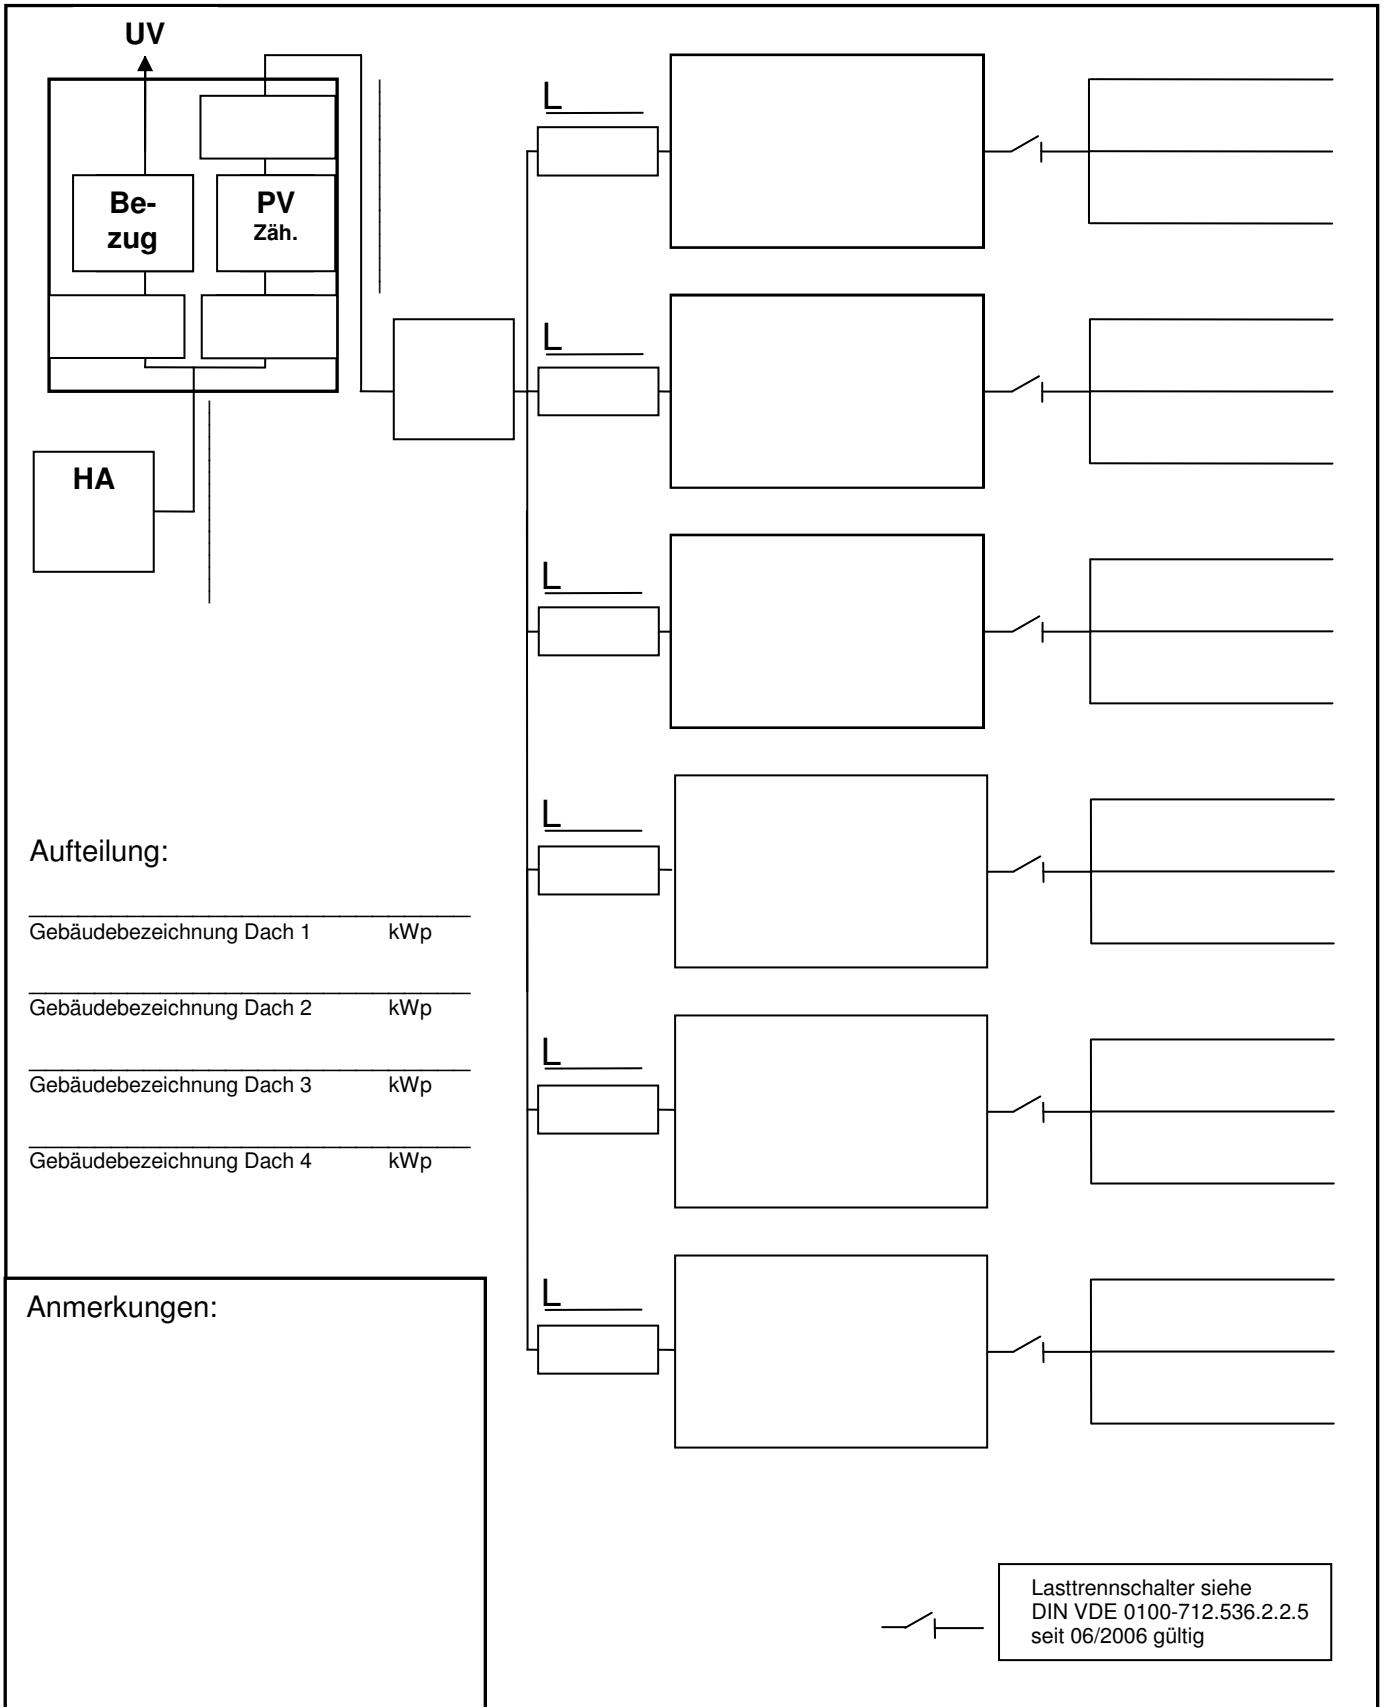 UV
Be-
zug
PV
Zäh.
HA
L
L
L
L
L
L
Aufteilung:
Gebäudebezeichnung Dach 1 kWp
Gebäudebezeichnung Dach 2 kWp
Gebäudebezeichnung Dach 3 kWp
Gebäudebezeichnung Dach 4 kWp
Anmerkungen:
Lasttrennschalter siehe
DIN VDE 0100-712.536.2.2.5
seit 06/2006 gültig